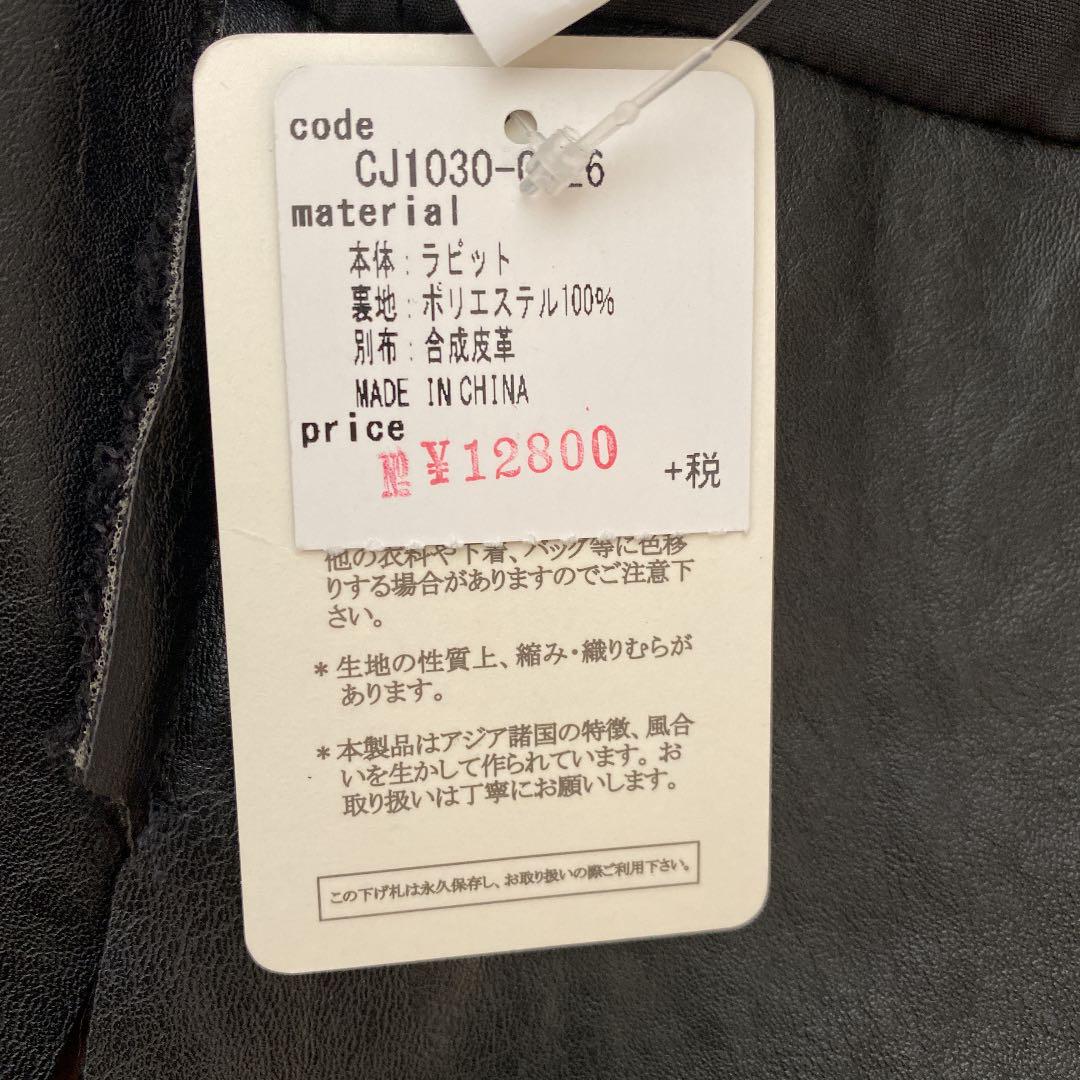 code
material
本体：ラビット
裏地：ポリエステル100%
別布：合成皮革
MADE IN CHINA
price
税 ¥12800 +税
他の衣料や下着、バッグ等に色移
りする場合がありますのでご注意下
さい。
*生地の性質上、縮み・織りむらが
あります。
*本製品はアジア諸国の特徴、風合
いを生かして作られています。お
取り扱いは丁寧にお願いします。
この下げ札は永久保存し、お取り扱いの際ご利用下さい。